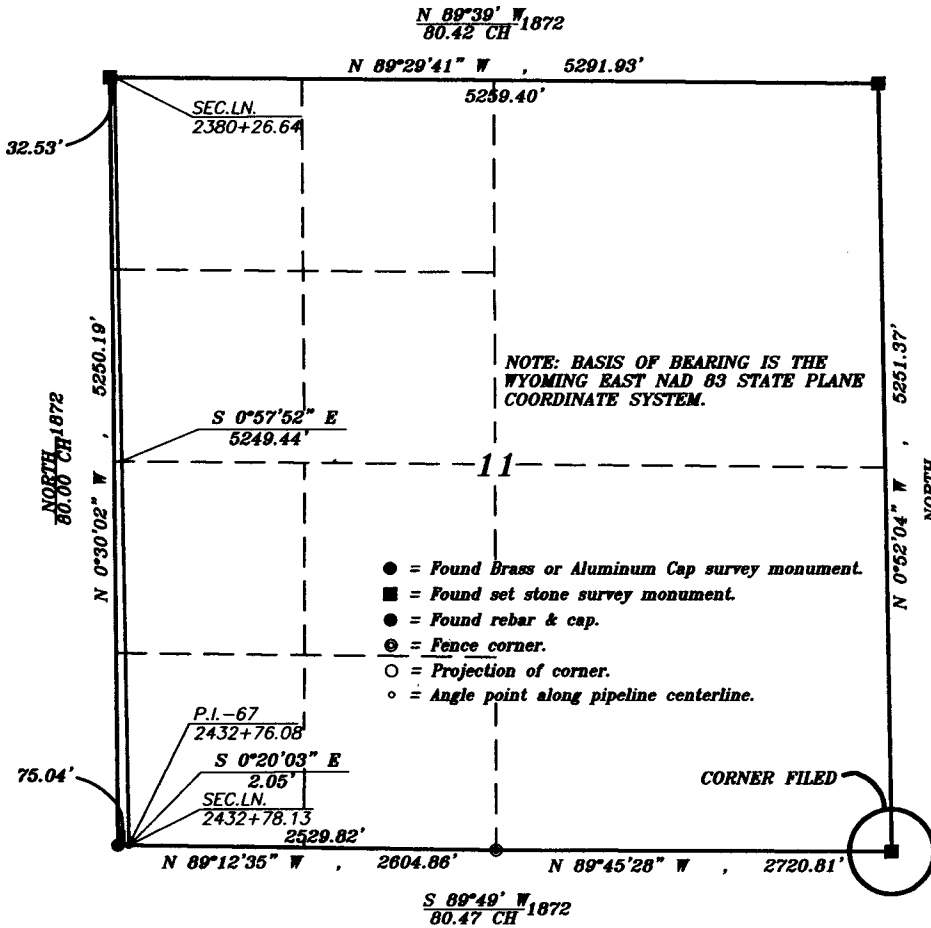 N 89°39' W
80.42 CH 1872
N 89°29'41" W , 5291.93'
5259.40'
SEC.LN.
2380+26.64
32.53'
5250.19'
N 0°30'02" W ,
NORTH
80.00 CH 1872
5251.37'
N 0°52'04" W ,
NORTH
NOTE: BASIS OF BEARING IS THE
WYOMING EAST NAD 83 STATE PLANE
COORDINATE SYSTEM.
S 0°57'52" E
5249.44'
11
● = Found Brass or Aluminum Cap survey monument.
■ = Found set stone survey monument.
● = Found rebar & cap.
◎ = Fence corner.
○ = Projection of corner.
○ = Angle point along pipeline centerline.
P.I.-67
2432+76.08
S 0°20'03" E
2.05'
75.04'
SEC.LN.
2432+78.13
CORNER FILED
2529.82'
N 89°12'35" W , 2604.86'
N 89°45'28" W , 2720.81'
S 89°49' W
80.47 CH 1872